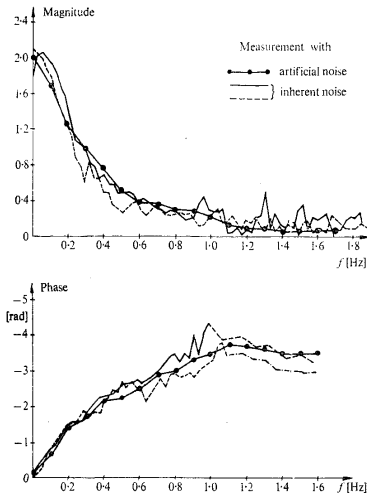 Magnitude
2·4
2·0
1·6
1·2
0·8
0·4
0
0·2 0·4 0·6 0·8 1·0 1·2 1·4 1·6 1·8
f [Hz]
Measurement with
artificial noise
inherent noise
Phase
[rad]
-5
-4
-3
-2
-1
0
0·2 0·4 0·6 0·8 1·0 1·2 1·4 1·6
f [Hz]